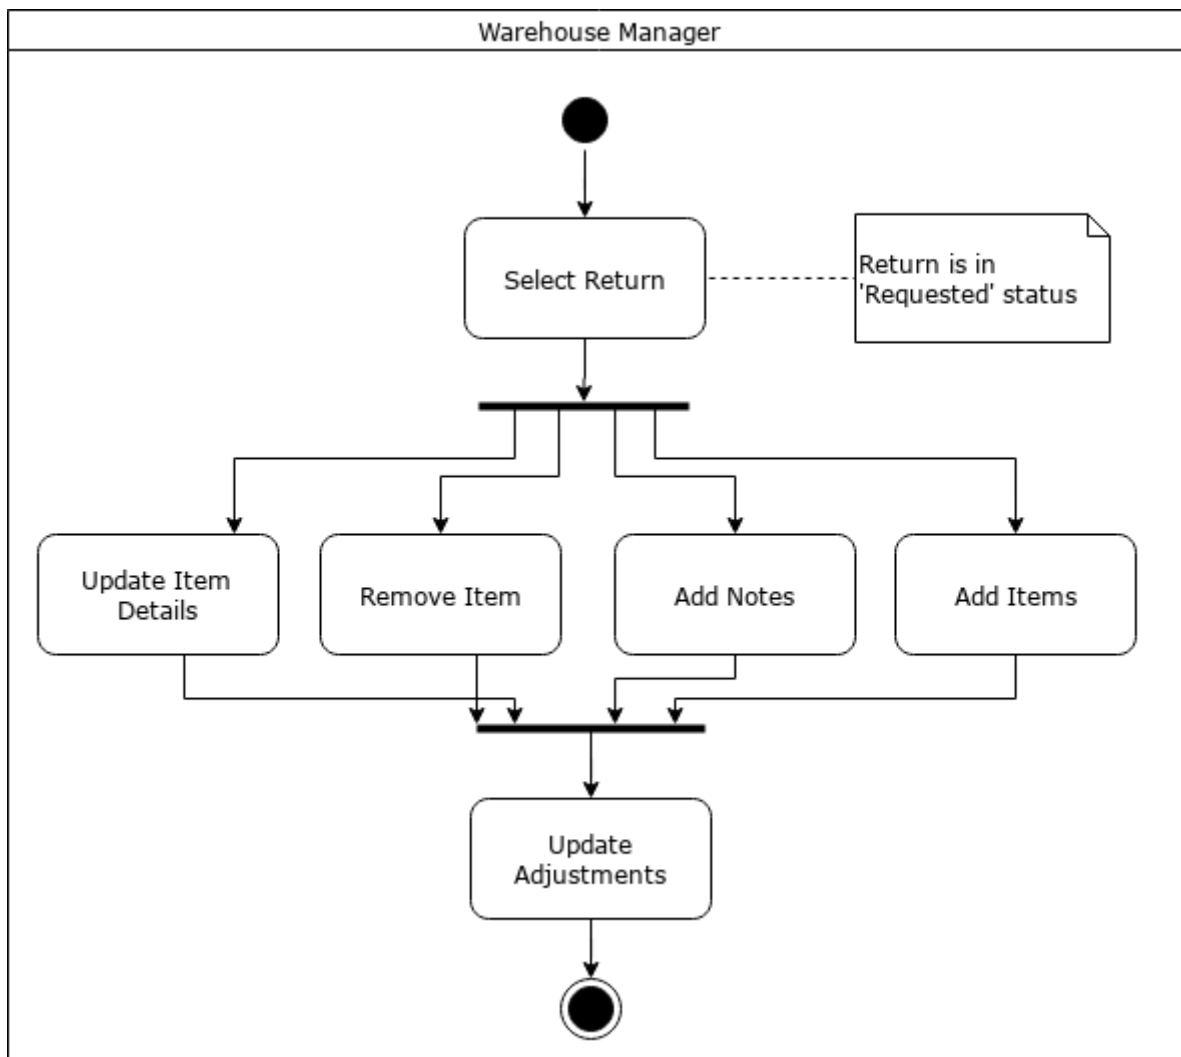 Warehouse Manager
Select Return
Return is in
'Requested' status
Update Item
Details
Remove Item
Add Notes
Add Items
Update
Adjustments